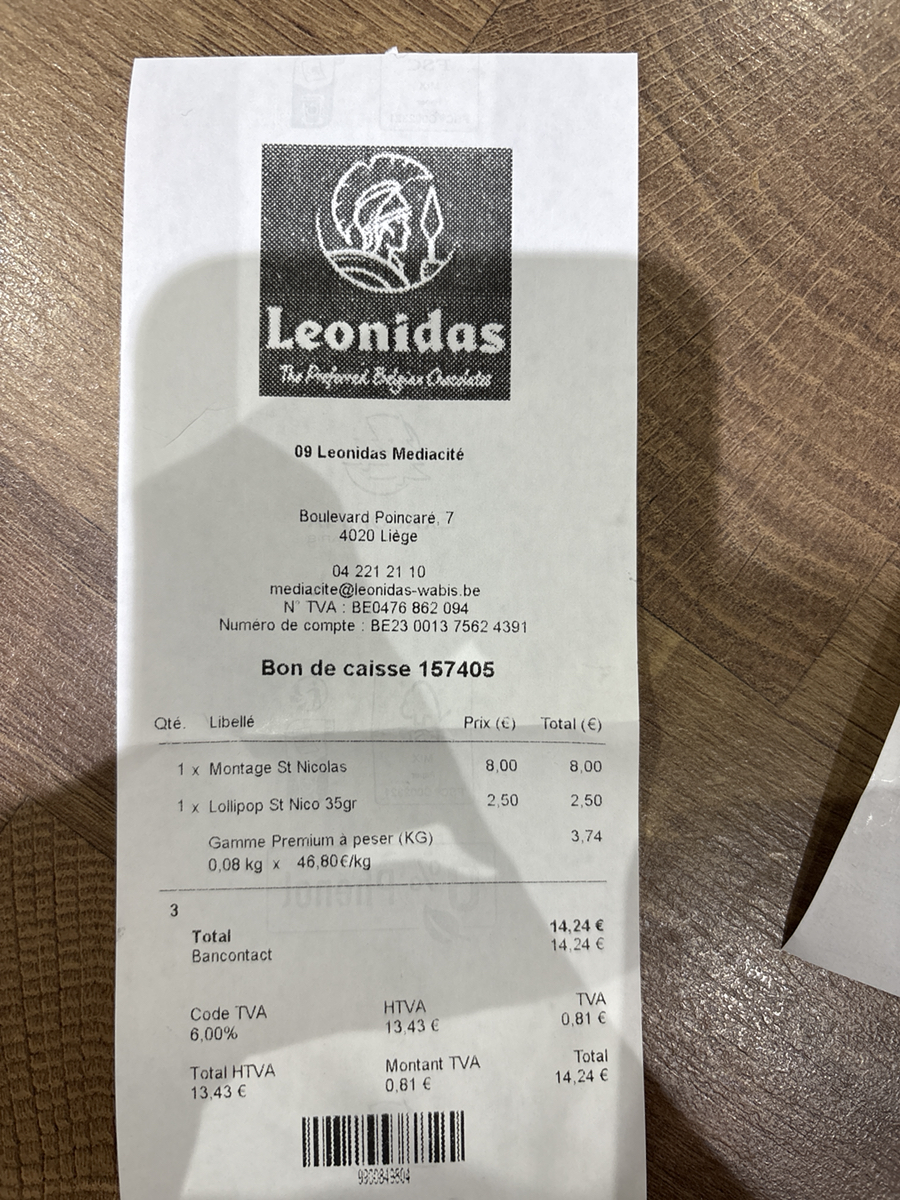 Leonidas
The Preferred Belgian Chocolates
09 Leonidas Mediacité
Boulevard Poincaré, 7
4020 Liège
04 221 21 10
mediacite@leonidas-wabis.be
N° TVA : BE0476 862 094
Numéro de compte : BE23 0013 7562 4391
Bon de caisse 157405
Qté. Libellé Prix (€) Total (€)
1 x Montage St Nicolas 8,00 8,00
1 x Lollipop St Nico 35gr 2,50 2,50
Gamme Premium à peser (KG) 3,74
0,08 kg x 46,80€/kg
3
Total 14,24 €
Bancontact 14,24 €
Code TVA HTVA TVA
6,00% 13,43 € 0,81 €
Total HTVA Montant TVA Total
13,43 € 0,81 € 14,24 €